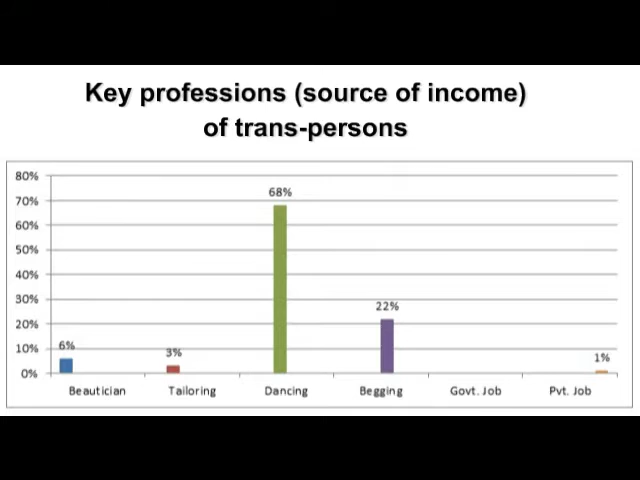 Key professions (source of income)
of trans-persons
80%
70%
60%
50%
40%
30%
20%
10%
0%
6%
3%
68%
22%
1%
Beautician
Tailoring
Dancing
Begging
Govt. Job
Pvt. Job